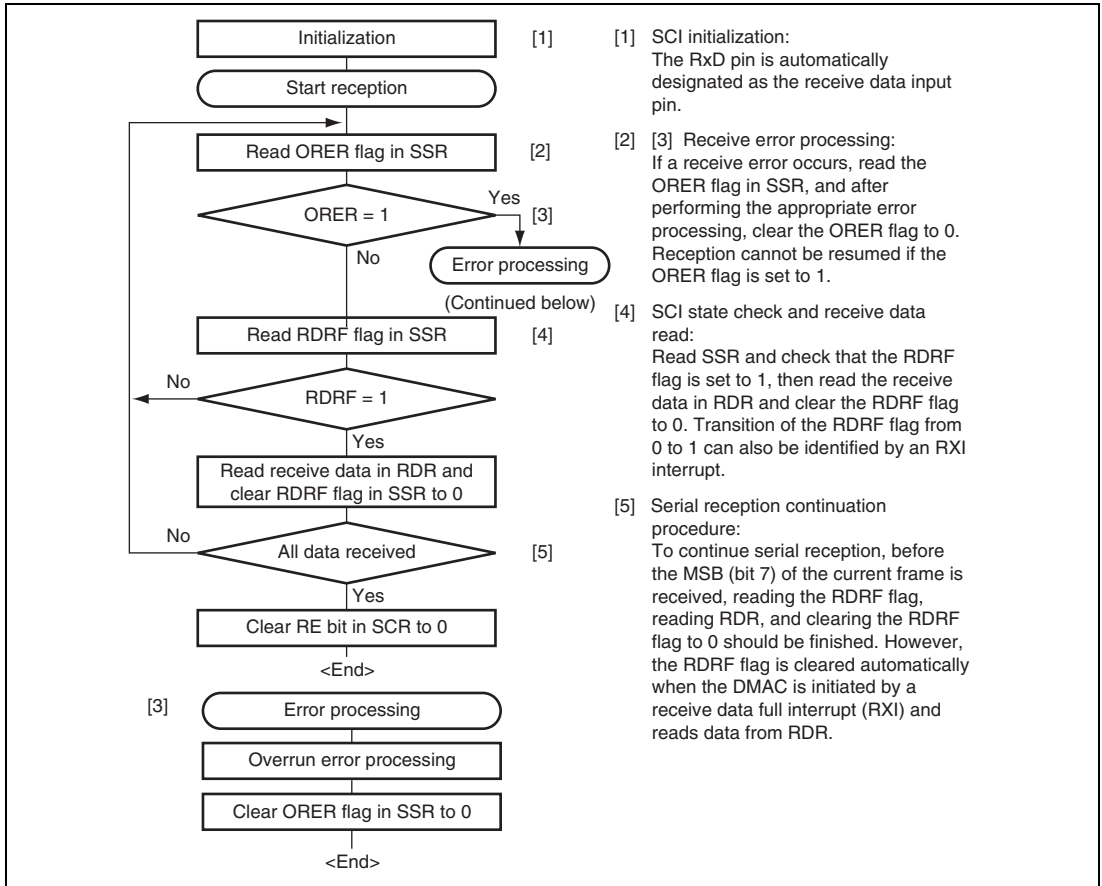 Initialization [1]
Start reception
Read ORER flag in SSR [2]
Yes
ORER = 1 [3]
No
Error processing
(Continued below)
Read RDRF flag in SSR [4]
No
RDRF = 1
Yes
Read receive data in RDR and
clear RDRF flag in SSR to 0
No
All data received [5]
Yes
Clear RE bit in SCR to 0
<End>
[3] Error processing
Overrun error processing
Clear ORER flag in SSR to 0
<End>
[1] SCI initialization:
The RxD pin is automatically
designated as the receive data input
pin.
[2] [3] Receive error processing:
If a receive error occurs, read the
ORER flag in SSR, and after
performing the appropriate error
processing, clear the ORER flag to 0.
Reception cannot be resumed if the
ORER flag is set to 1.
[4] SCI state check and receive data
read:
Read SSR and check that the RDRF
flag is set to 1, then read the receive
data in RDR and clear the RDRF flag
to 0. Transition of the RDRF flag from
0 to 1 can also be identified by an RXI
interrupt.
[5] Serial reception continuation
procedure:
To continue serial reception, before
the MSB (bit 7) of the current frame is
received, reading the RDRF flag,
reading RDR, and clearing the RDRF
flag to 0 should be finished. However,
the RDRF flag is cleared automatically
when the DMAC is initiated by a
receive data full interrupt (RXI) and
reads data from RDR.